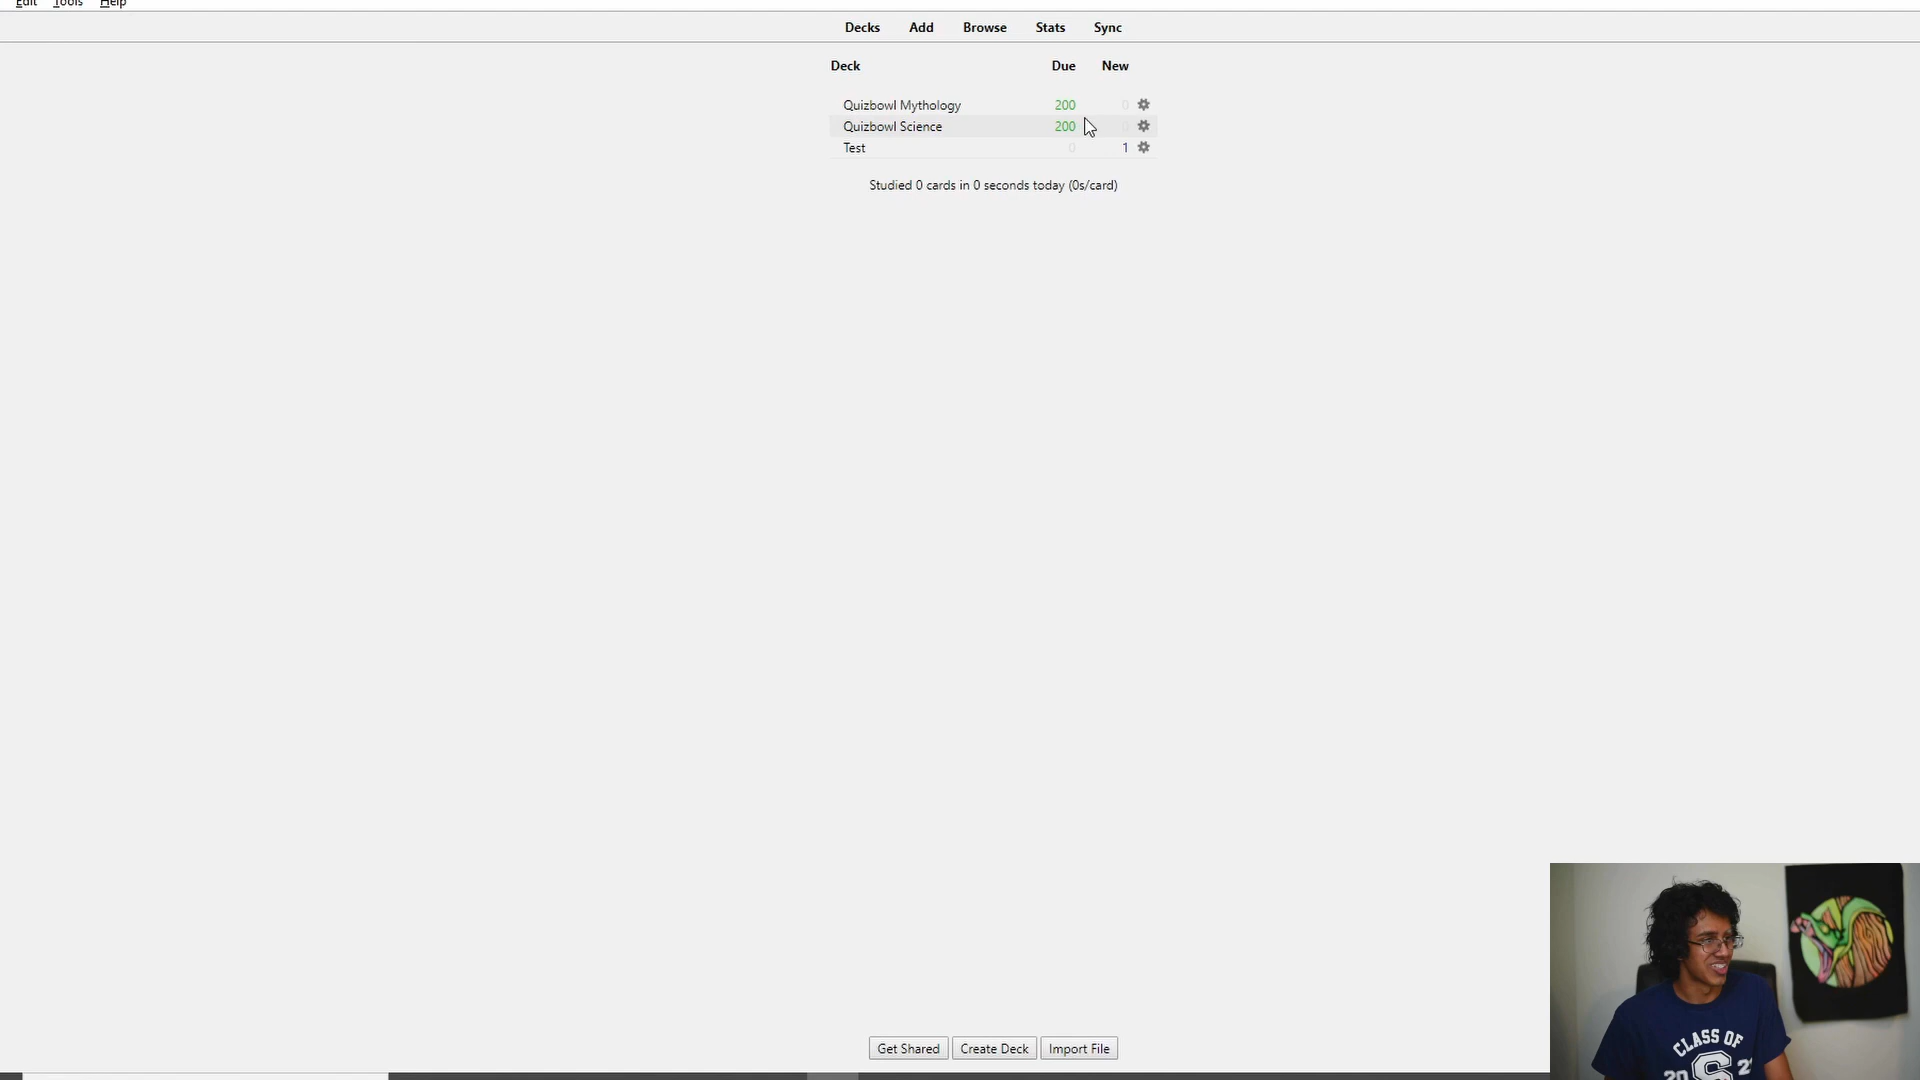 Edit Tools Help
Decks Add Browse Stats Sync
Deck Due New
Quizbowl Mythology 200 0
Quizbowl Science 200
Test 0 1
Studied 0 cards in 0 seconds today (0s/card)
Get Shared Create Deck Import File
CLASS OF
S